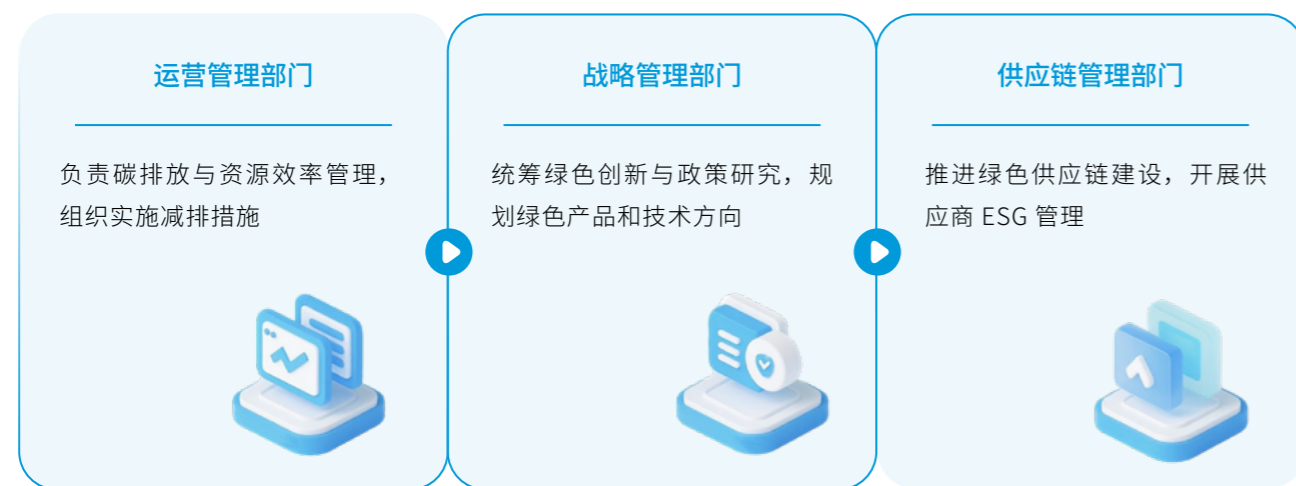 运营管理部门
负责碳排放与资源效率管理，
组织实施减排措施
战略管理部门
统筹绿色创新与政策研究，规
划绿色产品和技术方向
供应链管理部门
推进绿色供应链建设，开展供
应商 ESG 管理